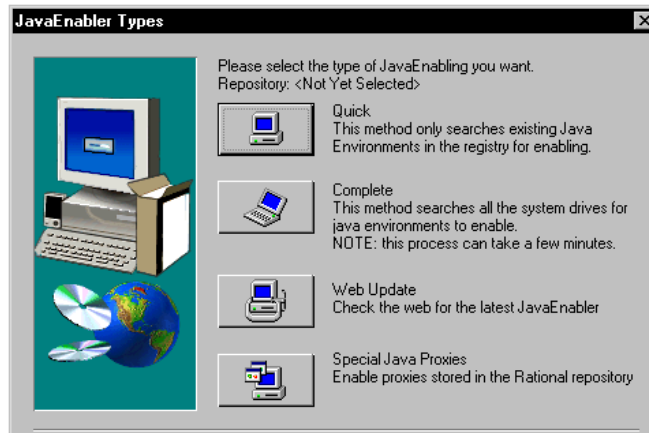 JavaEnabler Types
Please select the type of JavaEnabling you want.
Repository: <Not Yet Selected>
Quick
This method only searches existing Java
Environments in the registry for enabling.
Complete
This method searches all the system drives for
java environments to enable.
NOTE: this process can take a few minutes.
Web Update
Check the web for the latest JavaEnabler
Special Java Proxies
Enable proxies stored in the Rational repository